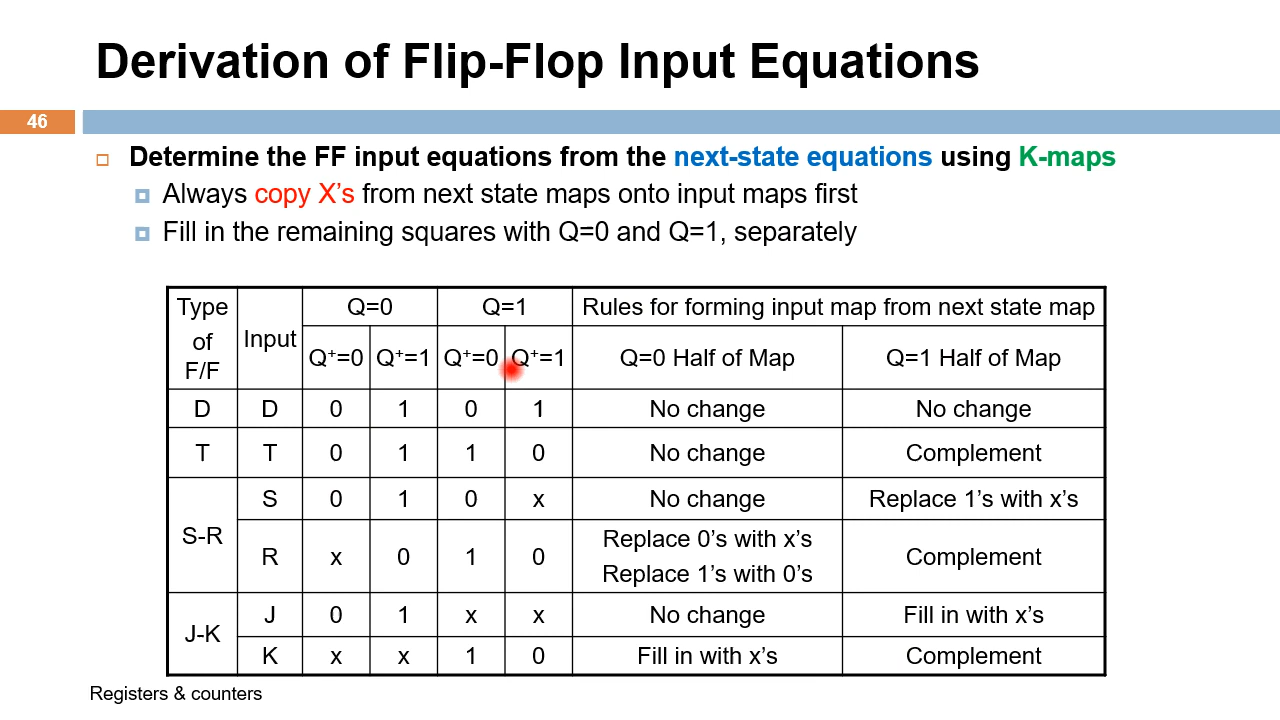 Derivation of Flip-Flop Input Equations
46
Determine the FF input equations from the next-state equations using K-maps
Always copy X's from next state maps onto input maps first
Fill in the remaining squares with Q=0 and Q=1, separately
Type of F/F Input Q=0 Q=1 Rules for forming input map from next state map
Q⁺=0 Q⁺=1 Q⁺=0 Q⁺=1 Q=0 Half of Map Q=1 Half of Map
D D 0 1 0 1 No change No change
T T 0 1 1 0 No change Complement
S-R S 0 1 0 x No change Replace 1's with x's
R x 0 1 0 Replace 0's with x's Replace 1's with 0's Complement
J-K J 0 1 x x No change Fill in with x's
K x x 1 0 Fill in with x's Complement
Registers & counters